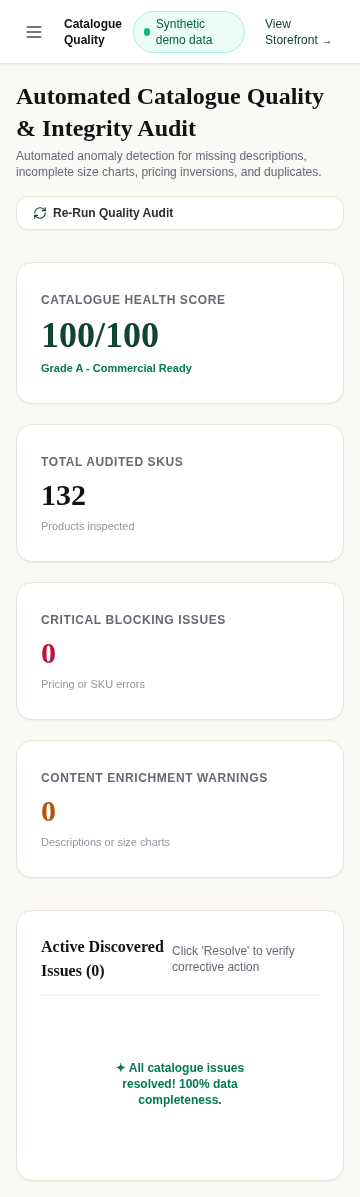 Catalogue
Quality
Synthetic
demo data
View
Storefront →
Automated Catalogue Quality
& Integrity Audit
Automated anomaly detection for missing descriptions,
incomplete size charts, pricing inversions, and duplicates.
Re-Run Quality Audit
CATALOGUE HEALTH SCORE
100/100
Grade A - Commercial Ready
TOTAL AUDITED SKUS
132
Products inspected
CRITICAL BLOCKING ISSUES
0
Pricing or SKU errors
CONTENT ENRICHMENT WARNINGS
0
Descriptions or size charts
Active Discovered
Issues (0)
Click 'Resolve' to verify
corrective action
✦ All catalogue issues
resolved! 100% data
completeness.